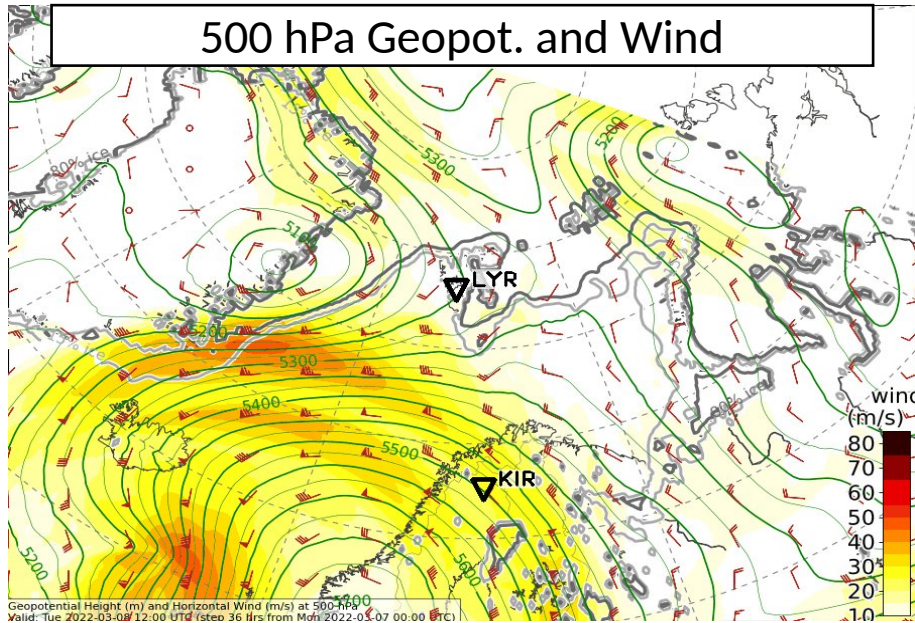 500 hPa Geopot. and Wind
5200
5300
80% ice
5100
LYR
5200
5300
5400
80% ice
wind
(m/s)
80
70
60
50
40
30
20
10
5500
KIR
5200
5600
5700
Geopotential Height (m) and Horizontal Wind (m/s) at 500 hPa
Valid: Tue 2022-03-08 12:00 UTC (step 36 hrs from Mon 2022-03-07 00:00 UTC)